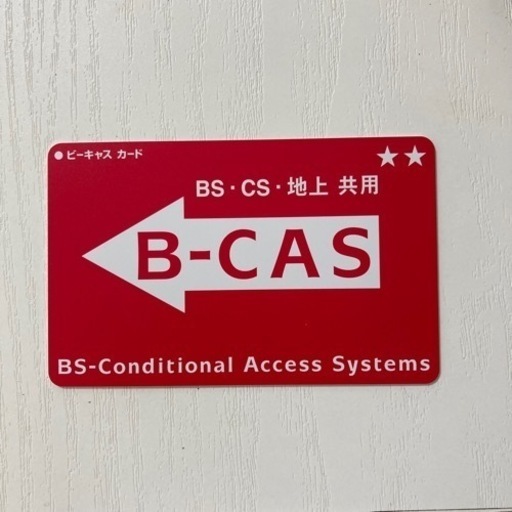 ● ビーキャス カード
★★
BS・CS・地上 共用
B-CAS
BS-Conditional Access Systems